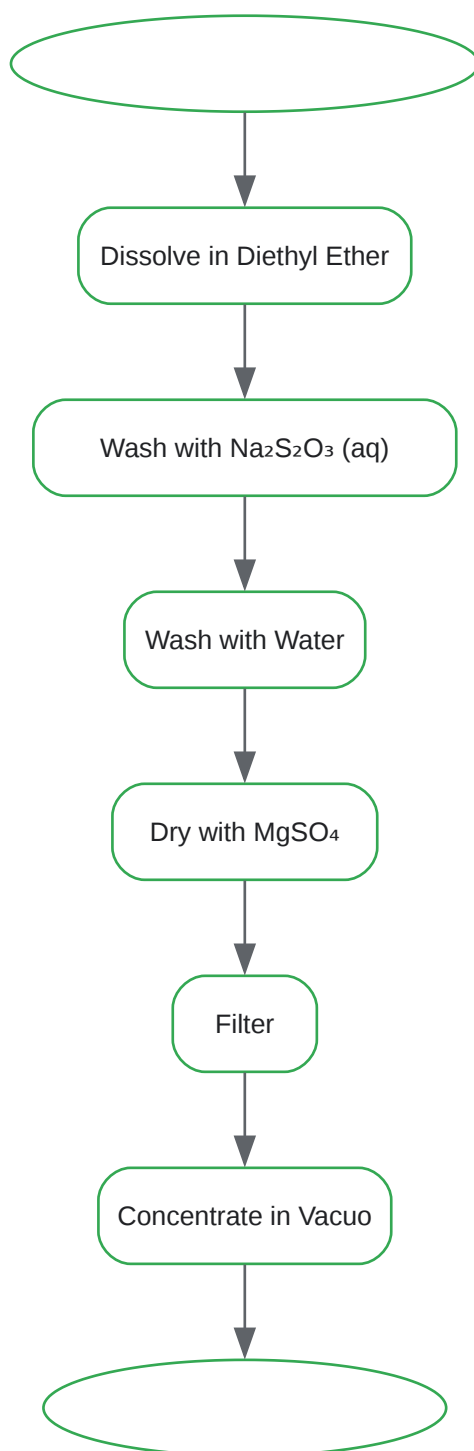 Dissolve in Diethyl Ether
Wash with Na₂S₂O₃ (aq)
Wash with Water
Dry with MgSO₄
Filter
Concentrate in Vacuo